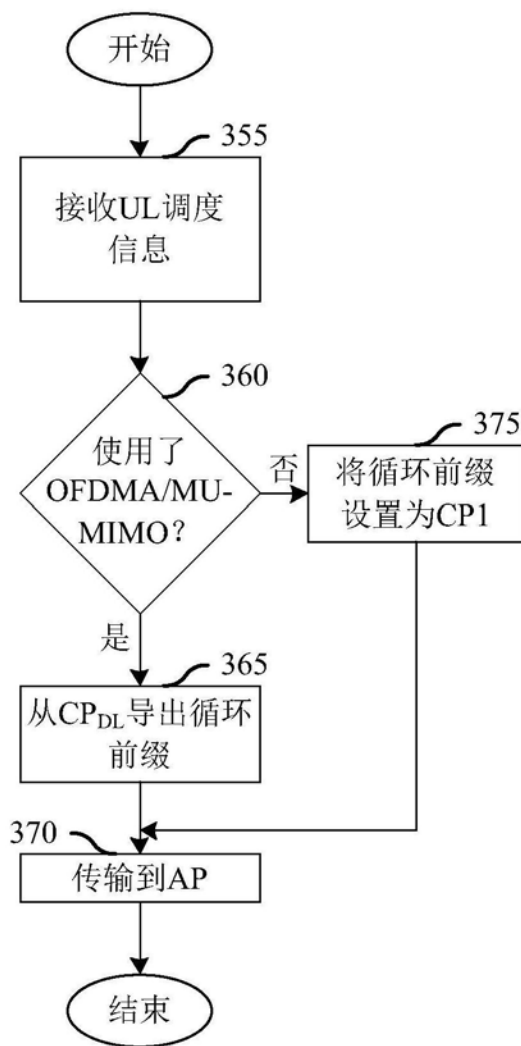 开始
355
接收UL调度
信息
360
使用了
OFDMA/MU-
MIMO？
否
375
将循环前缀
设置为CP1
是
365
从CP_DL导出循环
前缀
370
传输到AP
结束